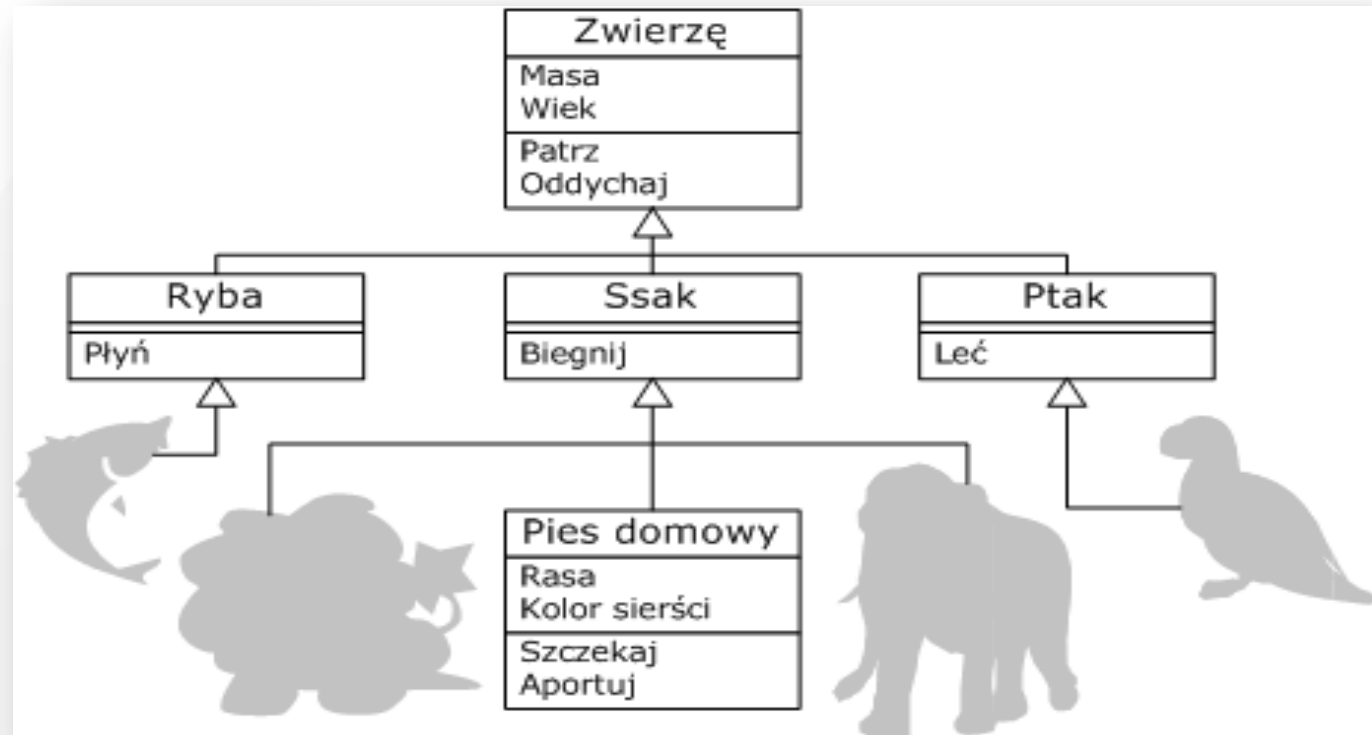 Zwierzę
Masa
Wiek
Patrz
Oddychaj
Ryba
Płyń
Ssak
Biegnij
Ptak
Leć
Pies domowy
Rasa
Kolor sierści
Szczekaj
Aportuj